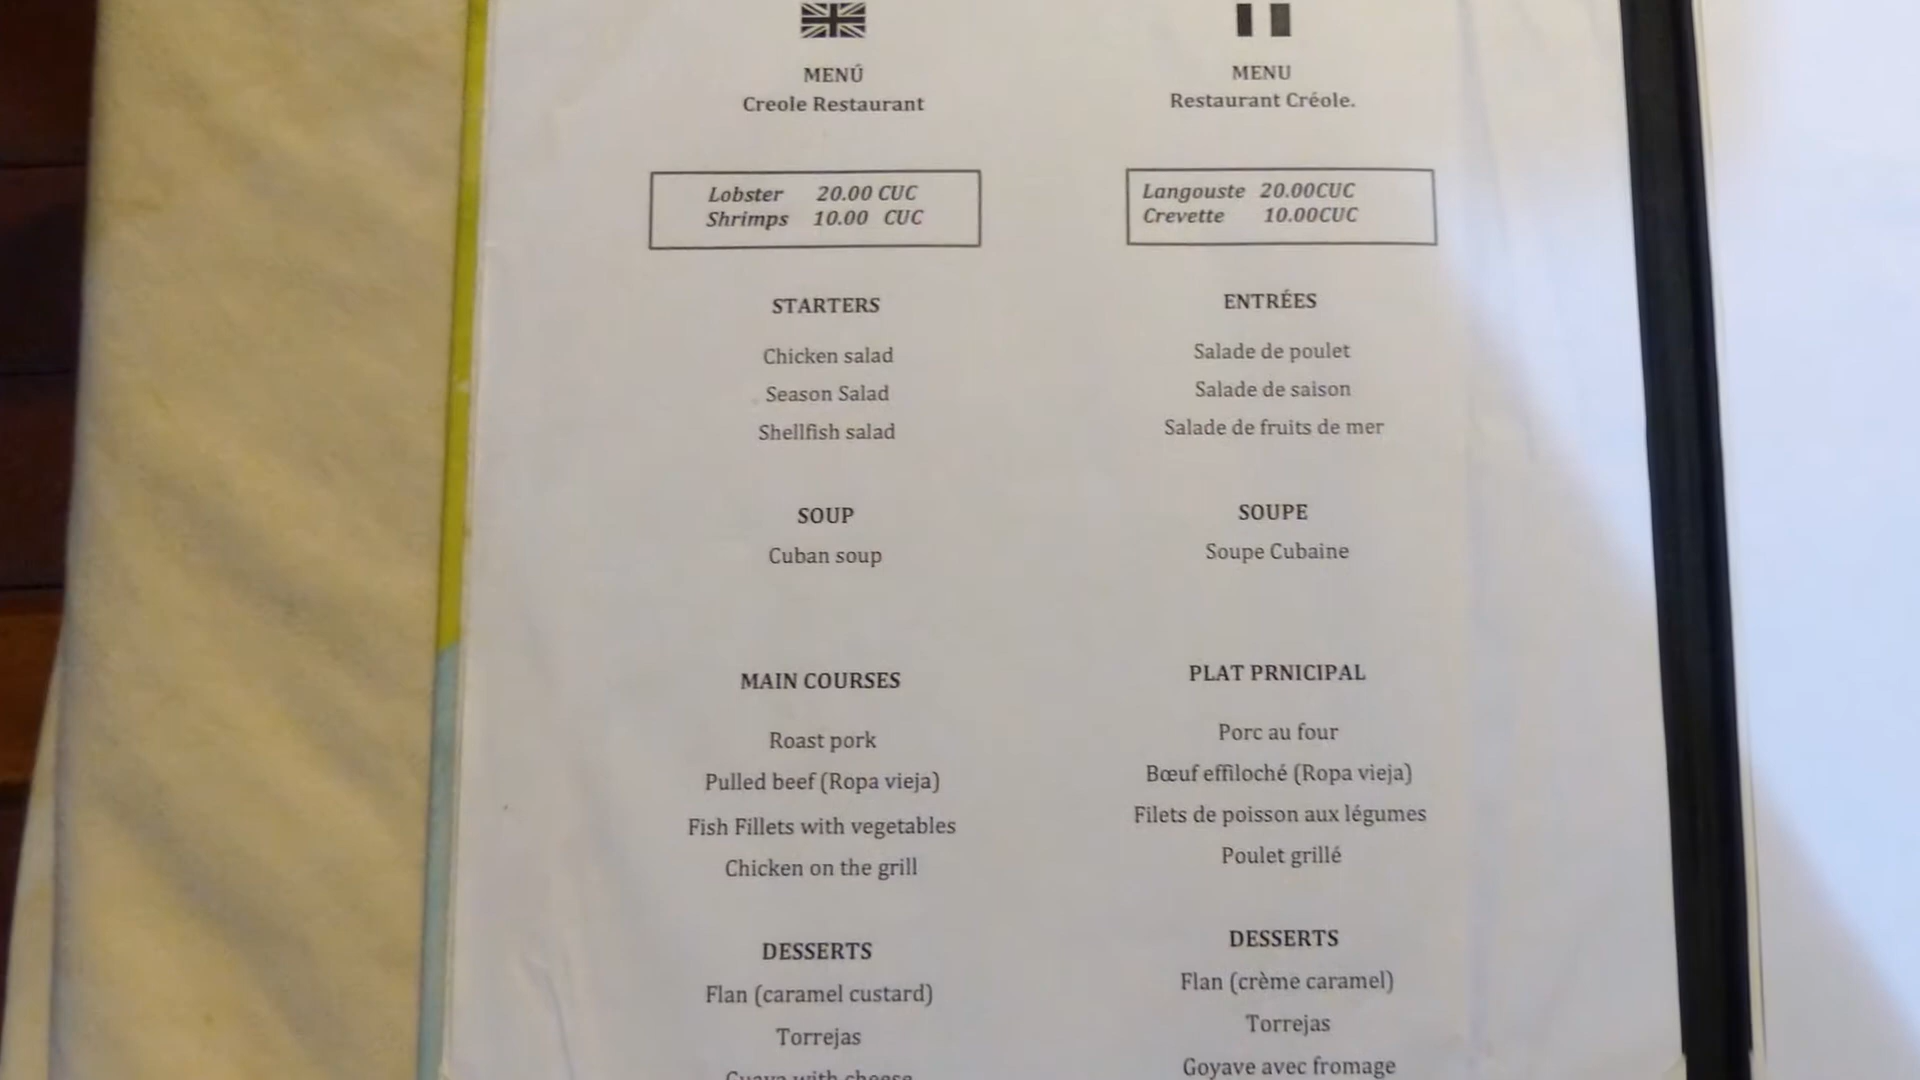 MENÚ
Creole Restaurant
Lobster 20.00 CUC
Shrimps 10.00 CUC
STARTERS
Chicken salad
Season Salad
Shellfish salad
SOUP
Cuban soup
MAIN COURSES
Roast pork
Pulled beef (Ropa vieja)
Fish Fillets with vegetables
Chicken on the grill
DESSERTS
Flan (caramel custard)
Torrejas
Guava with cheese
MENU
Restaurant Créole.
Langouste 20.00CUC
Crevette 10.00CUC
ENTRÉES
Salade de poulet
Salade de saison
Salade de fruits de mer
SOUPE
Soupe Cubaine
PLAT PRNICIPAL
Porc au four
Bœuf effiloché (Ropa vieja)
Filets de poisson aux légumes
Poulet grillé
DESSERTS
Flan (crème caramel)
Torrejas
Goyave avec fromage